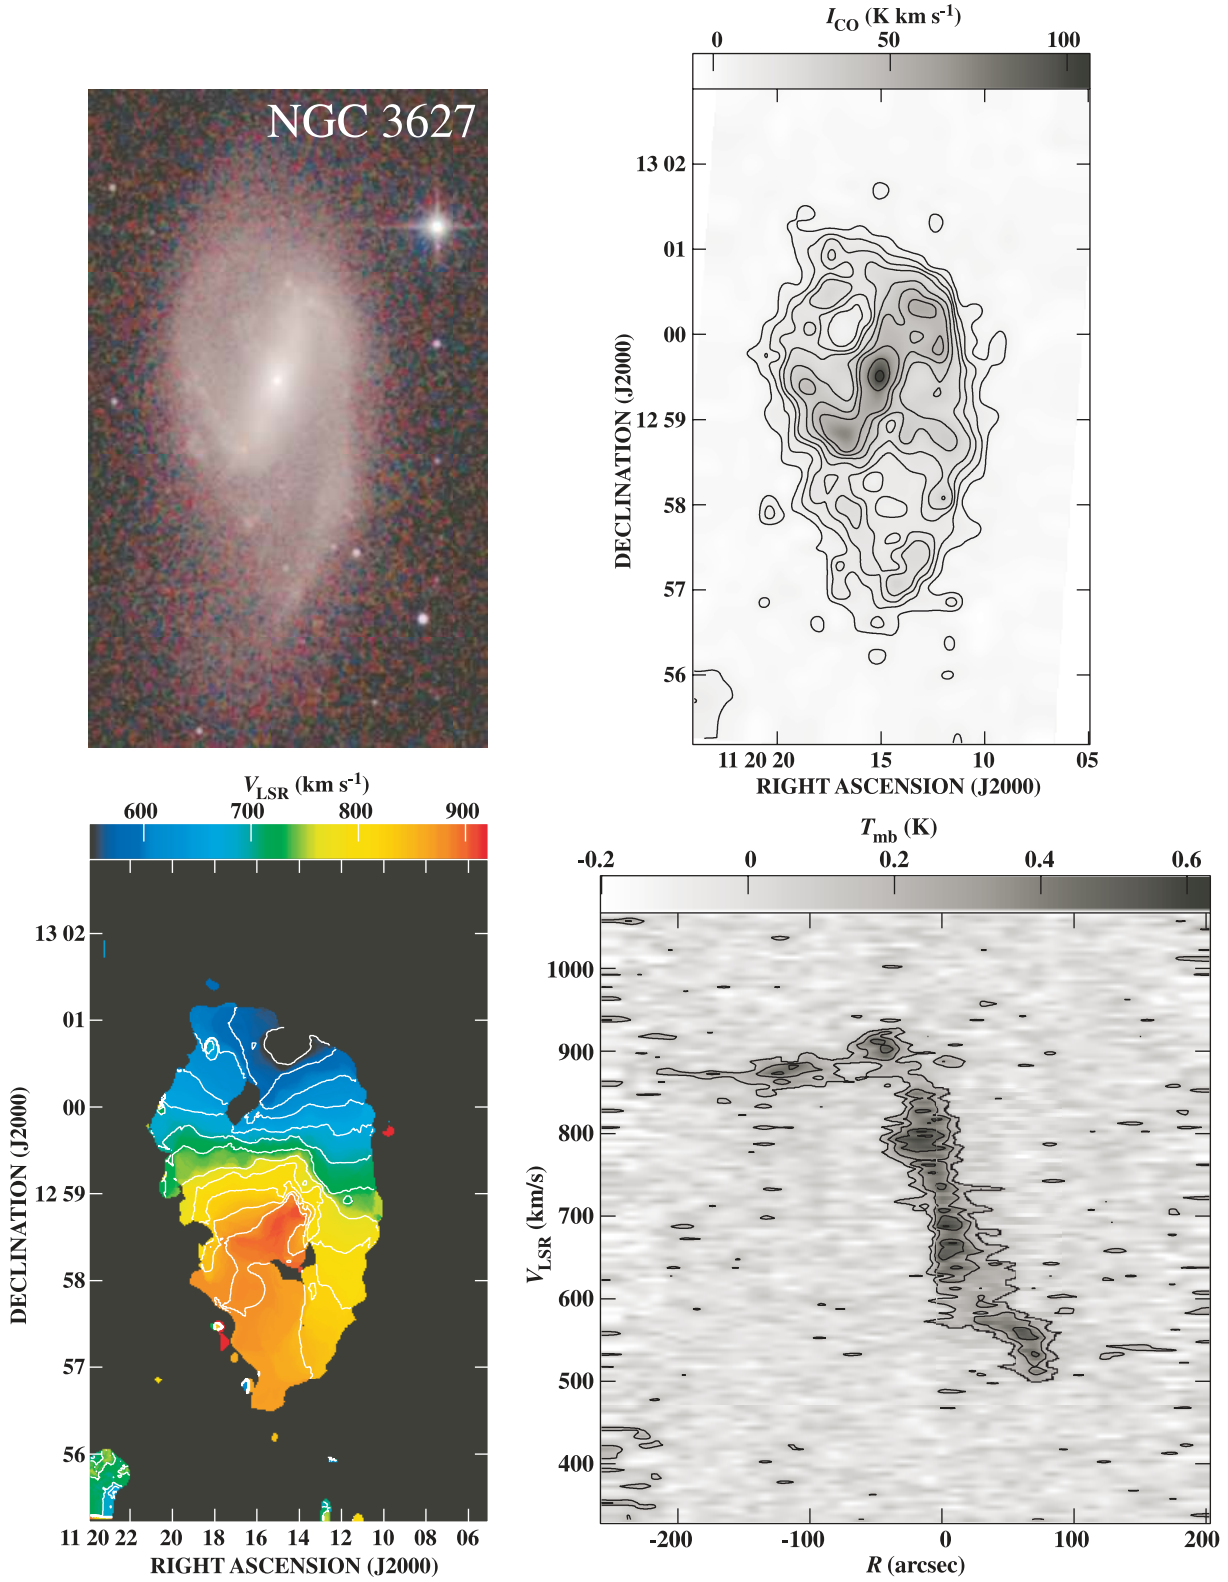 NGC 3627
I_CO (K km s⁻¹)
0 50 100
13 02
01
00
12 59
58
57
56
DECLINATION (J2000)
11 20 20 15 10 05
RIGHT ASCENSION (J2000)
V_LSR (km s⁻¹)
600 700 800 900
13 02
01
00
12 59
58
57
56
DECLINATION (J2000)
11 20 22 20 18 16 14 12 10 08 06
RIGHT ASCENSION (J2000)
T_mb (K)
-0.2 0 0.2 0.4 0.6
1000
900
800
700
600
500
400
V_LSR (km/s)
-200 -100 0 100 200
R (arcsec)